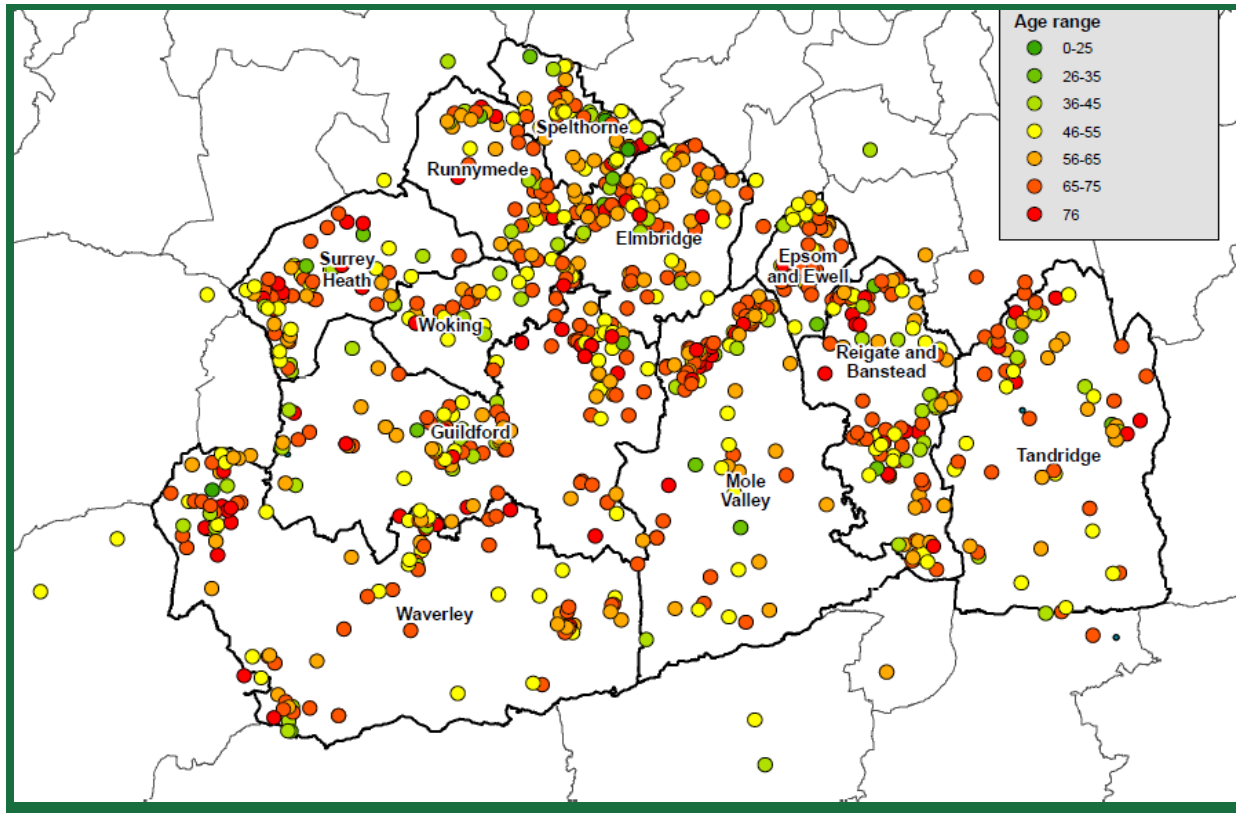 Age range
0-25
26-35
36-45
46-55
56-65
65-75
76
Spelthorne
Runnymede
Elmbridge
Surrey
Heath
Epsom
and Ewell
Woking
Reigate and
Banstead
Guildford
Tandridge
Mole
Valley
Waverley